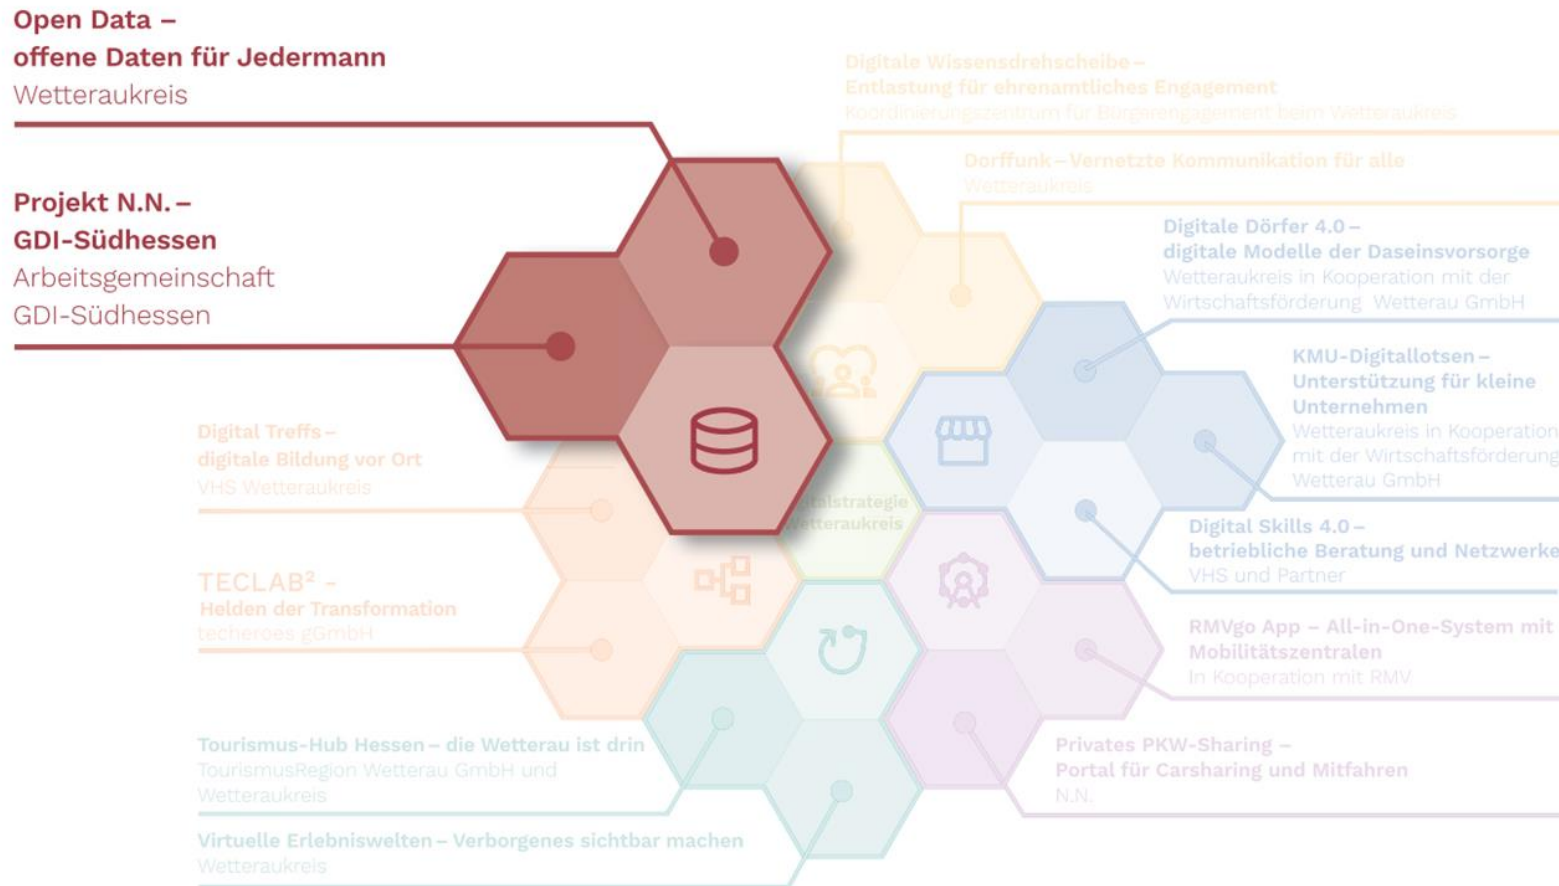 Open Data –
offene Daten für Jedermann
Wetteraukreis
Projekt N.N. –
GDI-Südhessen
Arbeitsgemeinschaft
GDI-Südhessen
Digitale Wissensdrehscheibe –
Entlastung für ehrenamtliches Engagement
Koordinierungszentrum für Bürgerengagement beim Wetteraukreis
Dorffunk – Vernetzte Kommunikation für alle
Wetteraukreis
Digitale Dörfer 4.0 –
digitale Modelle der Daseinsvorsorge
Wetteraukreis in Kooperation mit der
Wirtschaftsförderung Wetterau GmbH
KMU-Digitallotsen –
Unterstützung für kleine
Unternehmen
Wetteraukreis in Kooperation
mit der Wirtschaftsförderung
Wetterau GmbH
Digital Skills 4.0 –
betriebliche Beratung und Netzwerke
VHS und Partner
RMVgo App – All-in-One-System mit
Mobilitätszentralen
In Kooperation mit RMV
Privates PKW-Sharing –
Portal für Carsharing und Mitfahren
N.N.
Digital Treffs –
digitale Bildung vor Ort
VHS Wetteraukreis
TECLAB² –
Helden der Transformation
techeroes gGmbH
Tourismus-Hub Hessen – die Wetterau ist drin
TourismusRegion Wetterau GmbH und
Wetteraukreis
Virtuelle Erlebniswelten – Verborgenes sichtbar machen
Wetteraukreis
italstrategie
Wetteraukreis